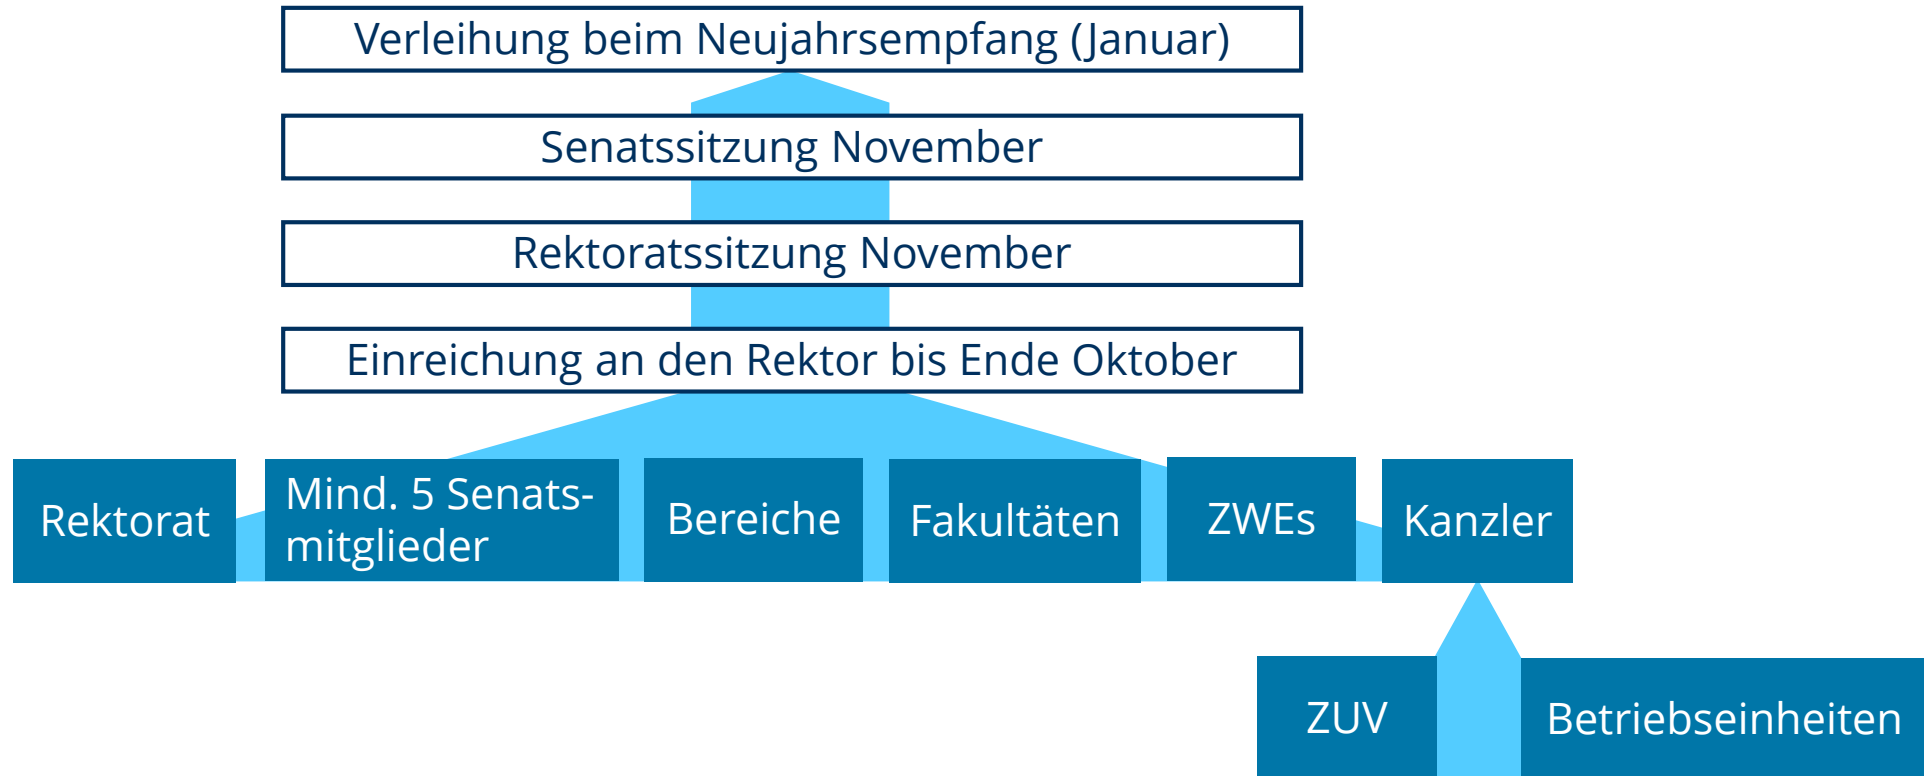 Verleihung beim Neujahrsempfang (Januar)
Senatssitzung November
Rektoratssitzung November
Einreichung an den Rektor bis Ende Oktober
Rektorat
Mind. 5 Senats-
mitglieder
Bereiche
Fakultäten
ZWEs
Kanzler
ZUV
Betriebseinheiten